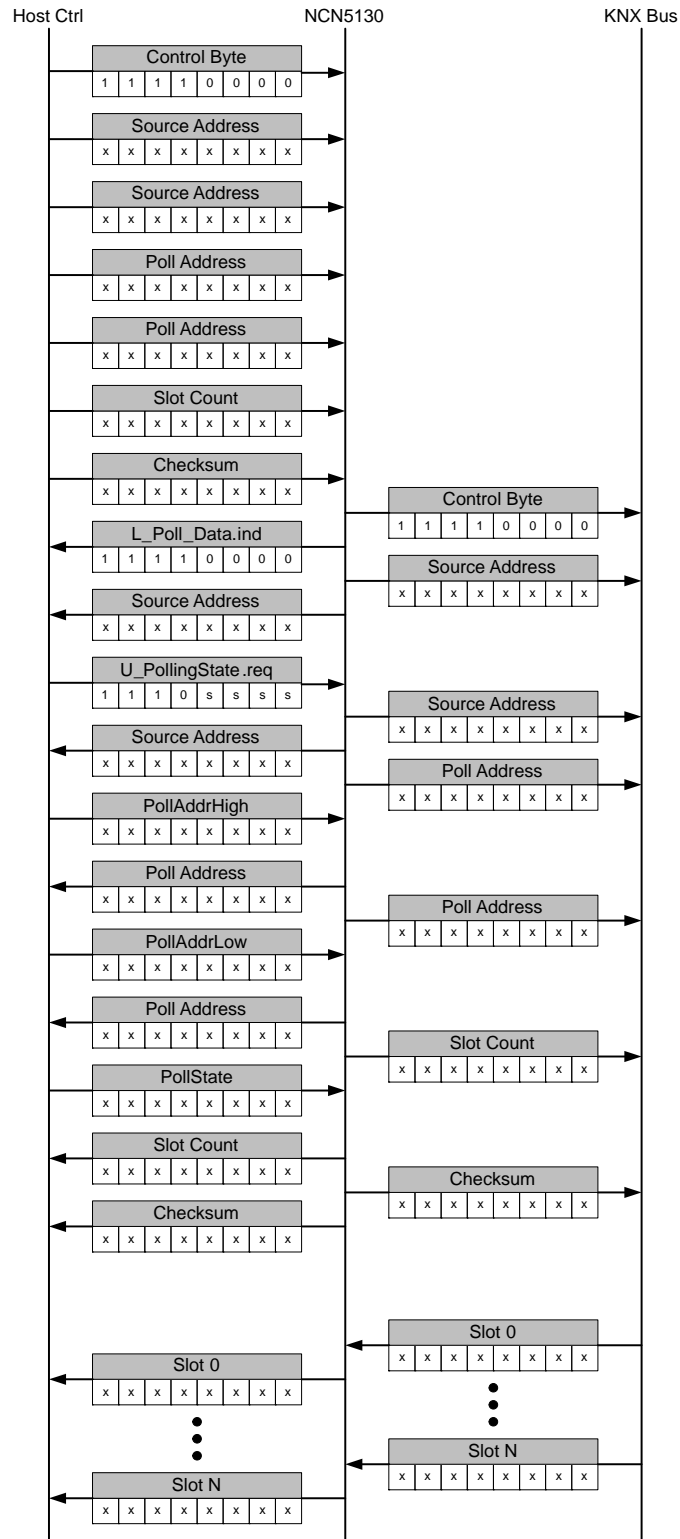 Host Ctrl NCN5130 KNX Bus
Control Byte
1 1 1 1 0 0 0 0
Source Address
x x x x x x x x
Source Address
x x x x x x x x
Poll Address
x x x x x x x x
Poll Address
x x x x x x x x
Slot Count
x x x x x x x x
Checksum
x x x x x x x x
Control Byte
1 1 1 1 0 0 0 0
L_Poll_Data.ind
1 1 1 1 0 0 0 0
Source Address
x x x x x x x x
Source Address
x x x x x x x x
U_PollingState.req
1 1 1 0 s s s s
Source Address
x x x x x x x x
Source Address
x x x x x x x x
Poll Address
x x x x x x x x
PollAddrHigh
x x x x x x x x
Poll Address
x x x x x x x x
Poll Address
x x x x x x x x
PollAddrLow
x x x x x x x x
Poll Address
x x x x x x x x
Slot Count
x x x x x x x x
PollState
x x x x x x x x
Slot Count
x x x x x x x x
Checksum
x x x x x x x x
Checksum
x x x x x x x x
Slot 0
x x x x x x x x
Slot 0
x x x x x x x x
Slot N
x x x x x x x x
Slot N
x x x x x x x x